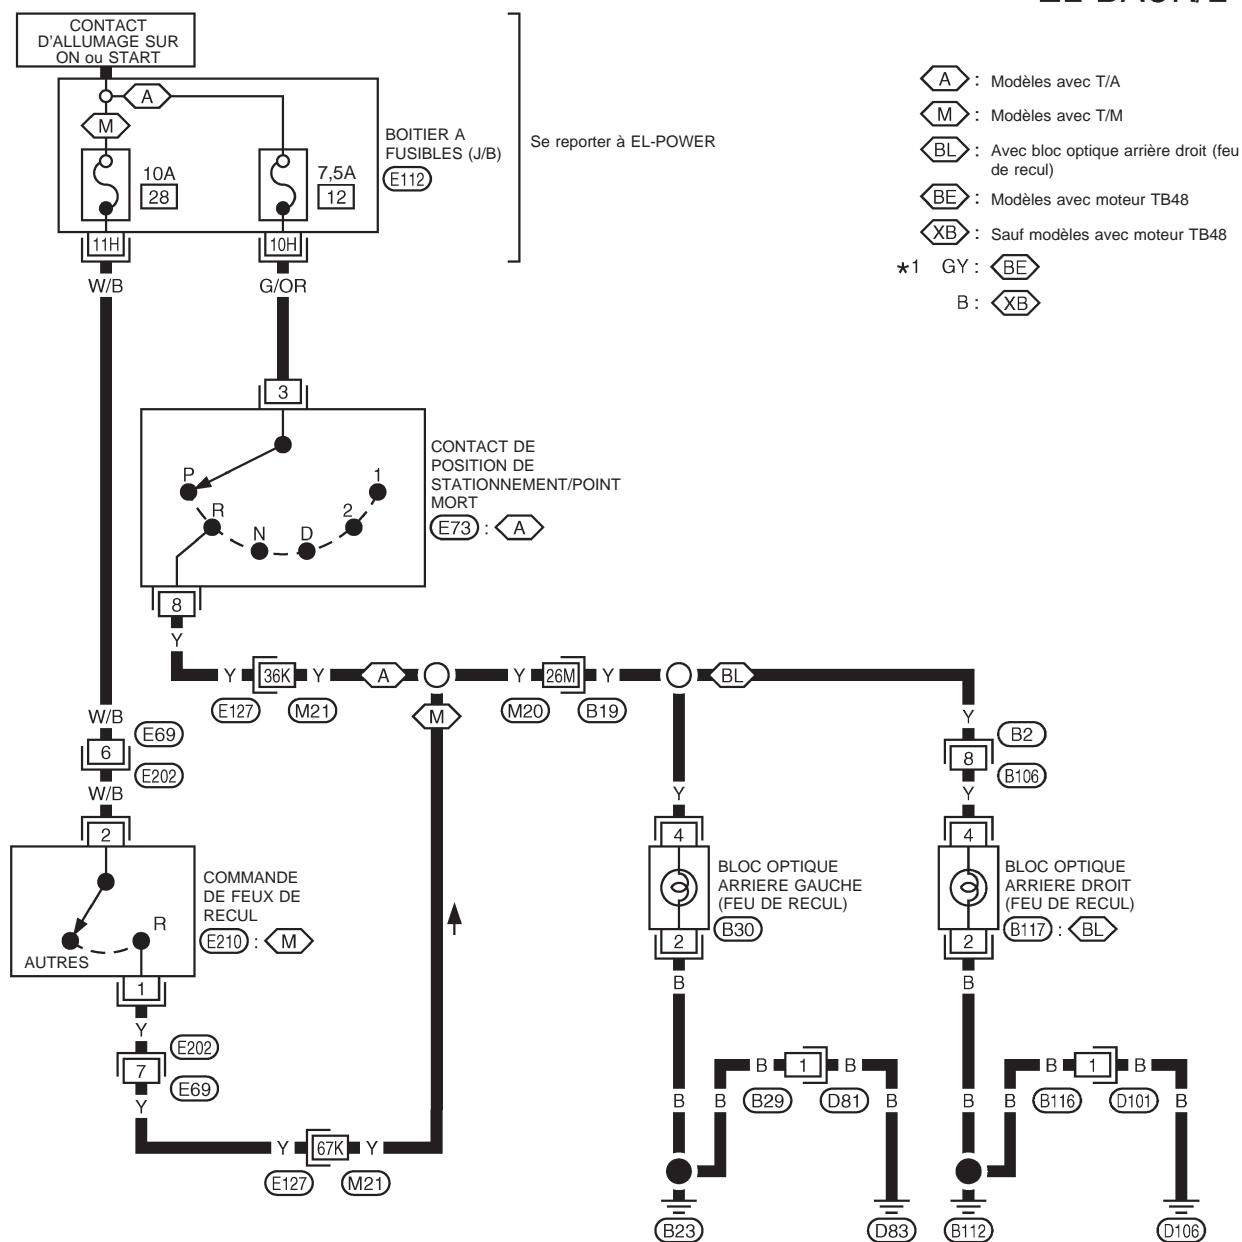 CONTACT
D'ALLUMAGE SUR
ON ou START
A
M
10A
28
7,5A
12
BOITIER A
FUSIBLES (J/B)
E112
Se reporter à EL-POWER
A : Modèles avec T/A
M : Modèles avec T/M
BL : Avec bloc optique arrière droit (feu
de recul)
BE : Modèles avec moteur TB48
XB : Sauf modèles avec moteur TB48
*1 GY : BE
B : XB
11H
10H
W/B
G/OR
3
P
R
N
D
2
1
CONTACT DE
POSITION DE
STATIONNEMENT/POINT
MORT
E73 : A
8
Y
Y 36K Y A
Y 26M Y
BL
E127 M21
M
M20 B19
W/B
E69
6
E202
W/B
2
Y
B2
8
B106
Y
Y
4
4
COMMANDE
DE FEUX DE
RECUL
E210 : M
R
AUTRES
1
BLOC OPTIQUE
ARRIERE GAUCHE
(FEU DE RECUL)
B30
2
BLOC OPTIQUE
ARRIERE DROIT
(FEU DE RECUL)
B117 : BL
2
B
B
Y
E202
7
E69
Y
Y 67K Y
E127 M21
B 1 B
B29 D81
B B B
B 1 B
B116 D101
B B B
B23
D83
B112
D106